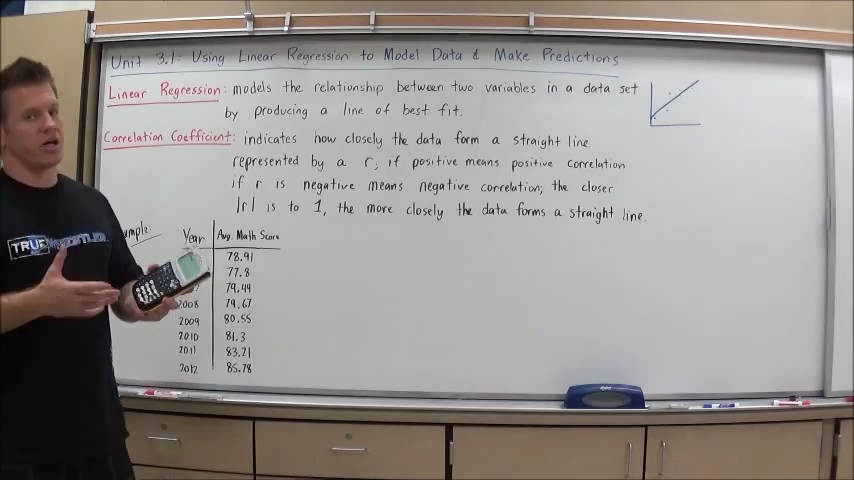 Unit 3.1: Using Linear Regression to Model Data & Make Predictions
Linear Regression: models the relationship between two variables in a data set
by producing a line of best fit.
Correlation Coefficient: indicates how closely the data form a straight line
represented by a r, if positive means positive correlation
if r is negative means negative correlation; the closer
|r| is to 1, the more closely the data forms a straight line.
Year Avg. Math Score
78.91
77.8
79.44
2008 79.67
2009 80.55
2010 81.3
2011 83.21
2012 85.78
TRUE